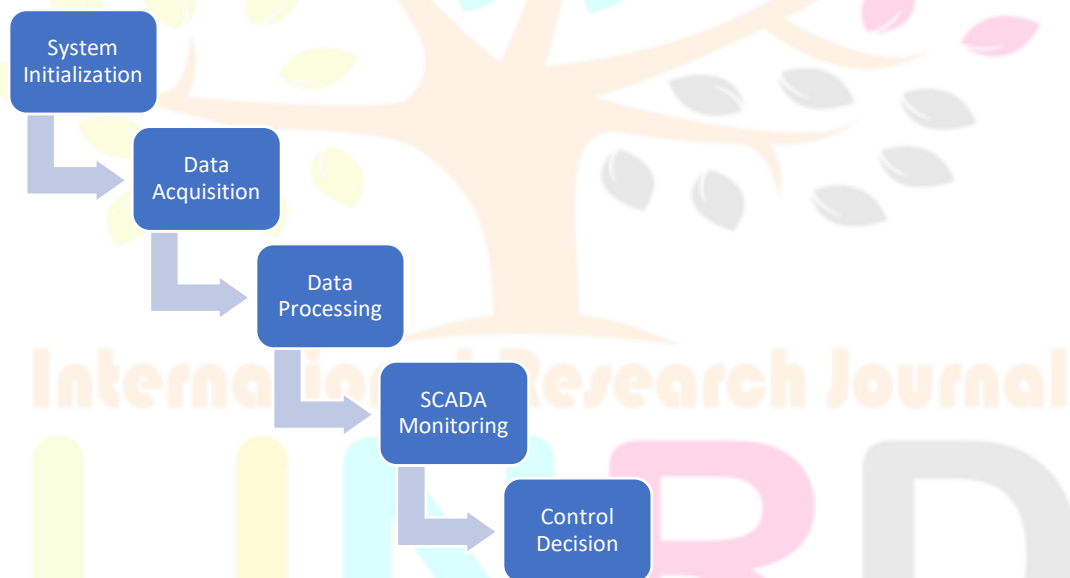 System
Initialization
Data
Acquisition
Data
Processing
International Research Journal
SCADA
Monitoring
Control
Decision